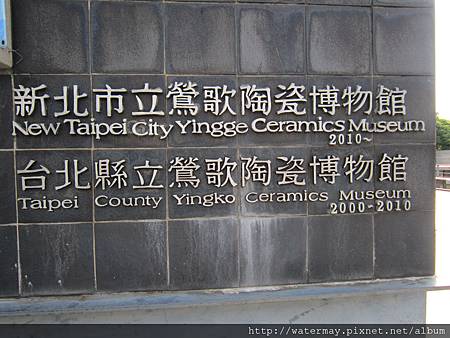 新北市立鶯歌陶瓷博物館
New Taipei City Yingge Ceramics Museum
2010~
台北縣立鶯歌陶瓷博物館
Taipei County Yingko Ceramics Museum
2000-2010
http://watermay.pixnet.net/album